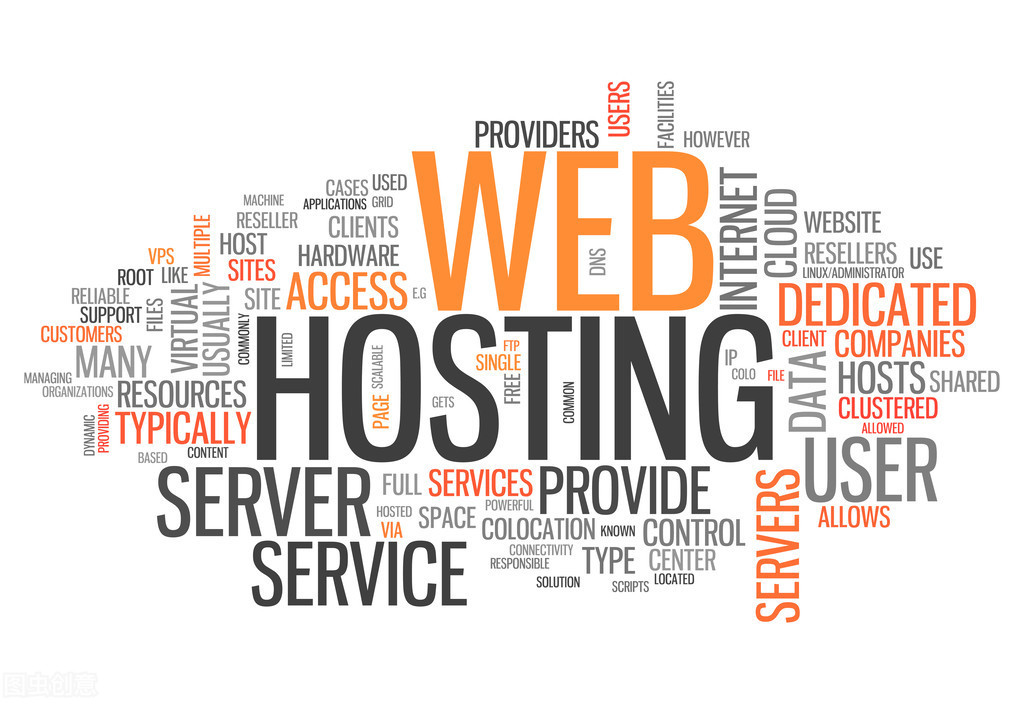 USERS
FACILITIES
PROVIDERS
HOWEVER
WEB
CASES
USED
INTERNET
CLOUD
MACHINE
APPLICATIONS
GRID
RESELLER
MULTIPLE
CLIENTS
WEBSITE
HOST
HARDWARE
DNS
RESELLERS
USE
VPS
ROOT
LIKE
SITES
LINUX/ADMINISTRATOR
RELIABLE
FILES
VIRTUAL
USUALLY
SITE
ACCESS
E.G
DEDICATED
SUPPORT
CUSTOMERS
COMMONLY
HOSTING
LIMITED
SCALABLE
FTP
SINGLE
FREE
CLIENT
COMPANIES
MANY
IP
COLO
FILE
DATA
MANAGING
ORGANIZATIONS
RESOURCES
PAGE
GETS
COMMON
HOSTS
SHARED
DYNAMIC
PROVIDING
TYPICALLY
CLUSTERED
ALLOWED
BASED
CONTENT
USER
SERVER
FULL
SERVICES
PROVIDE
SERVERS
HOSTED
VIA
SPACE
POWERFUL
COLOCATION
KNOWN
CONTROL
ALLOWS
SERVICE
CONNECTIVITY
RESPONSIBLE
TYPE
CENTER
SOLUTION
SCRIPTS
LOCATED
图虫创意